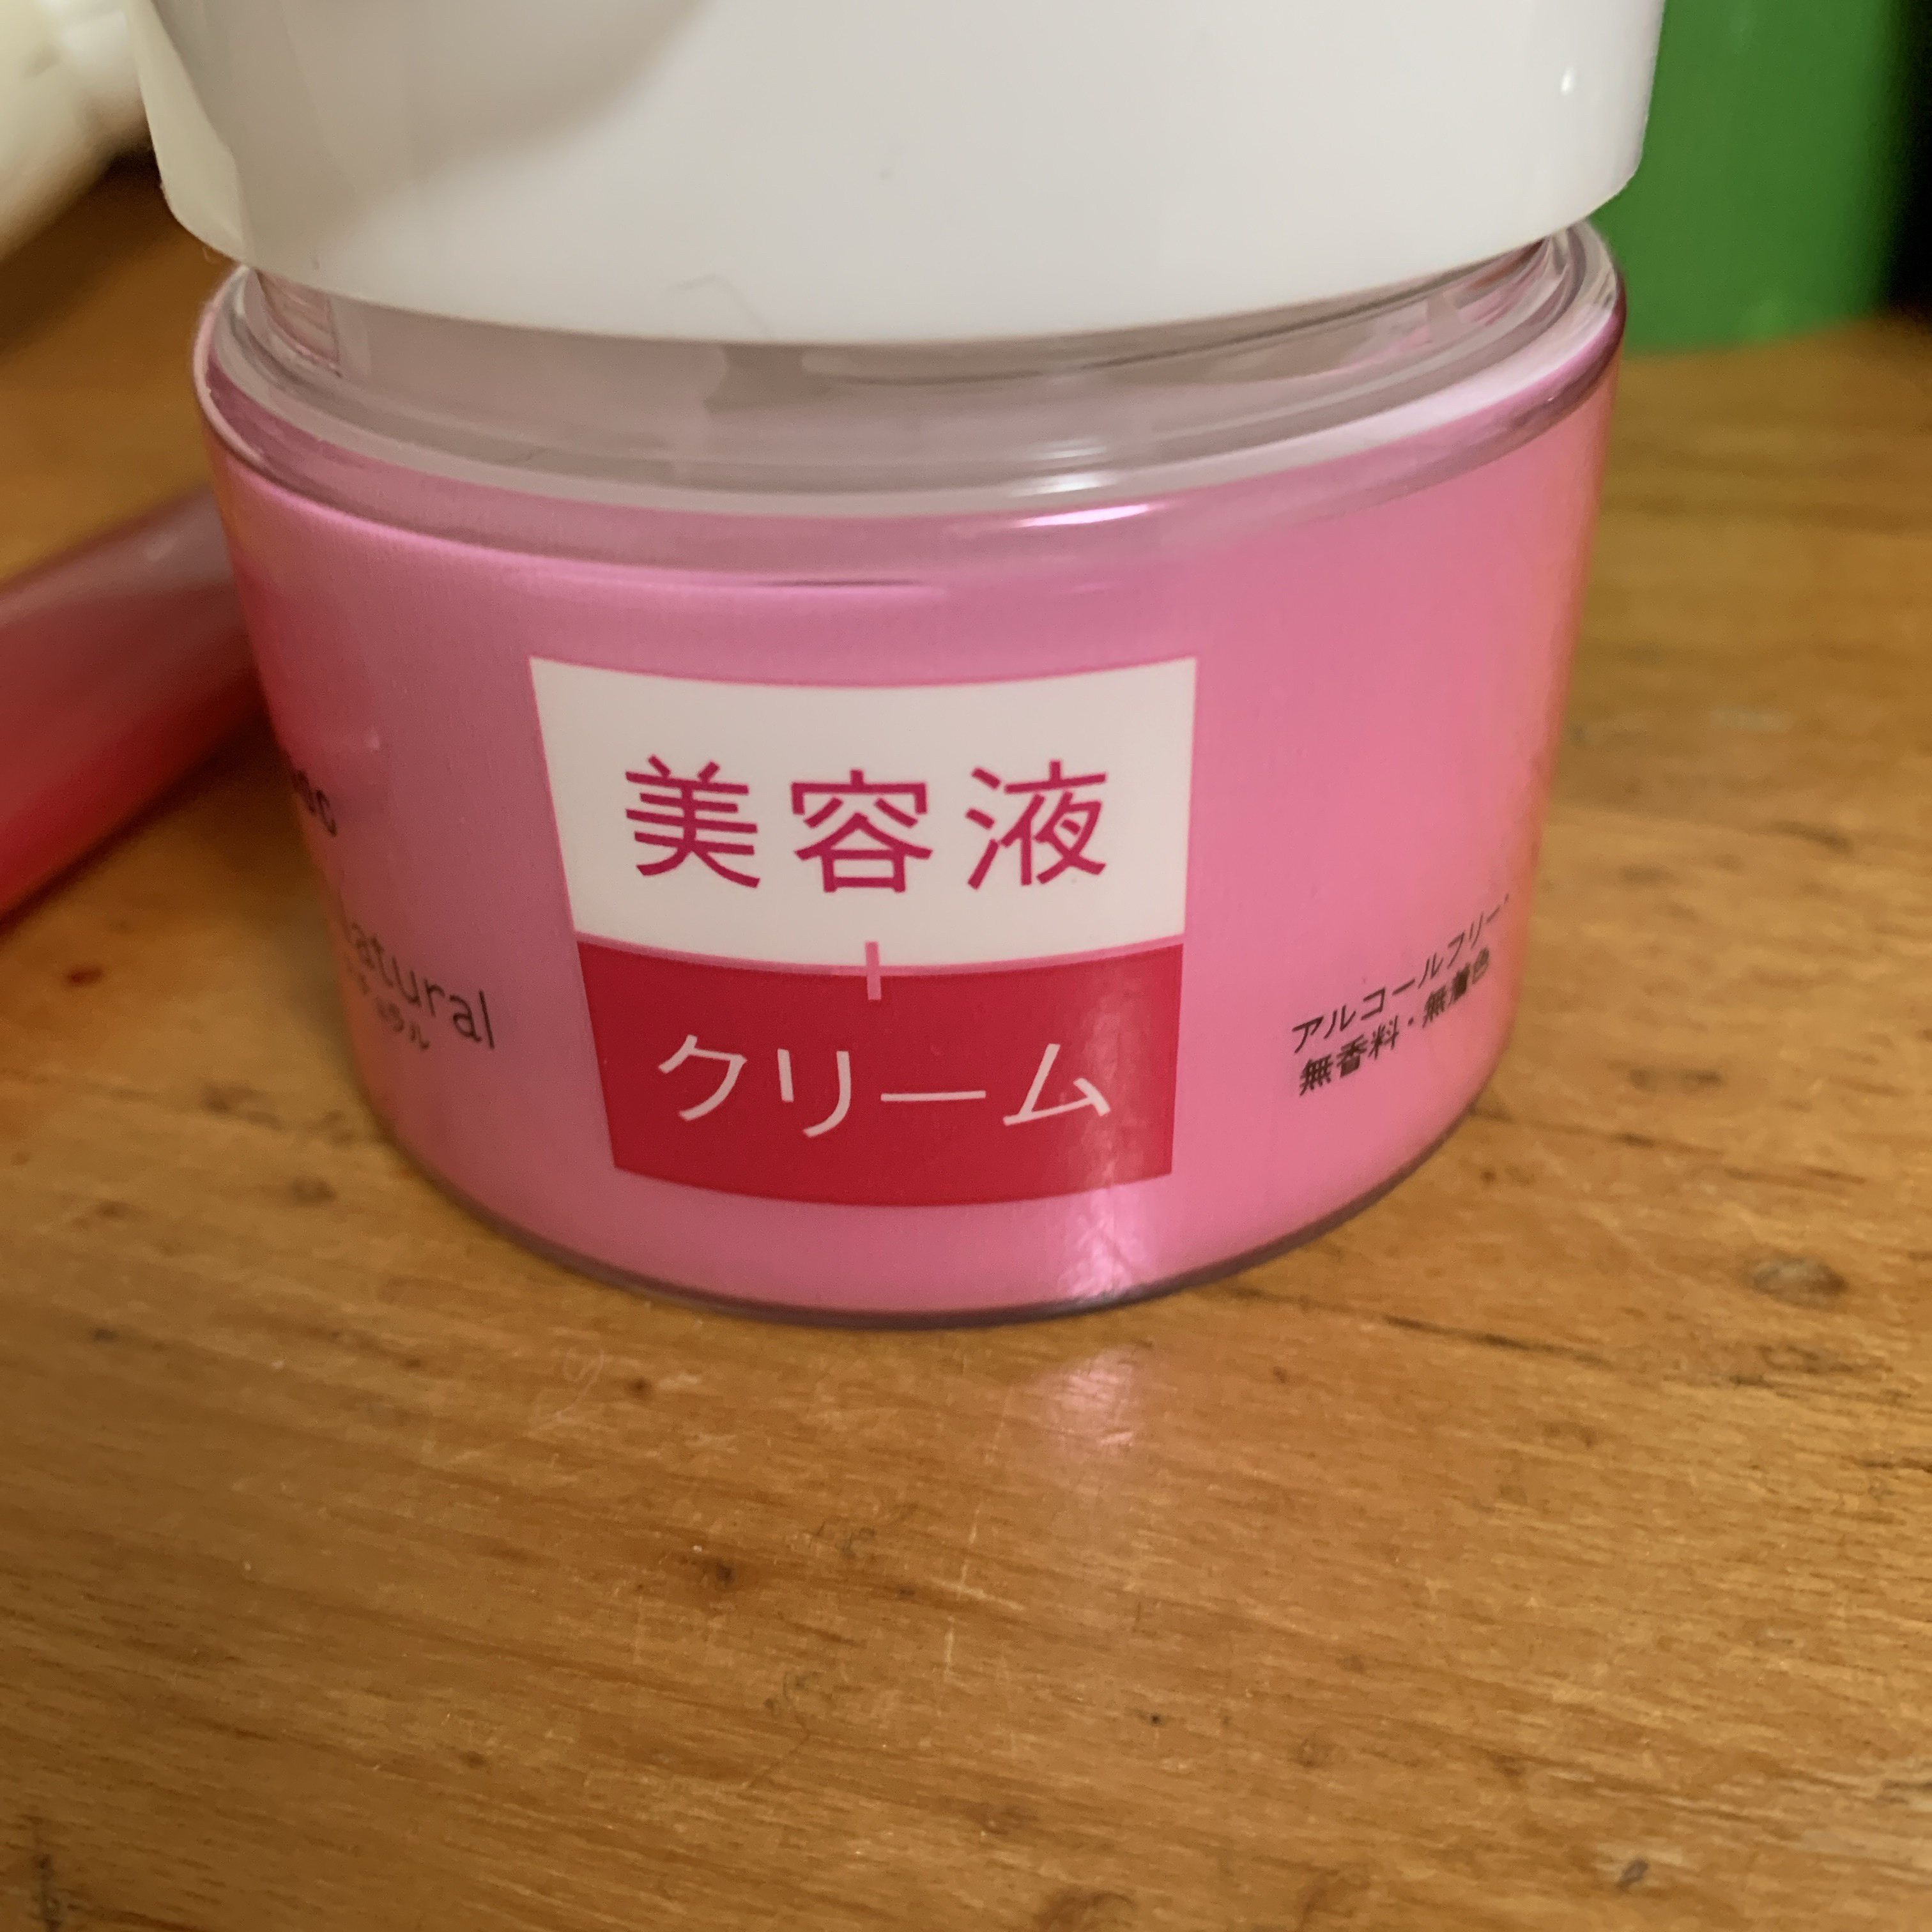 美容液
クリーム
アルコールフリー・
無香料・無着色